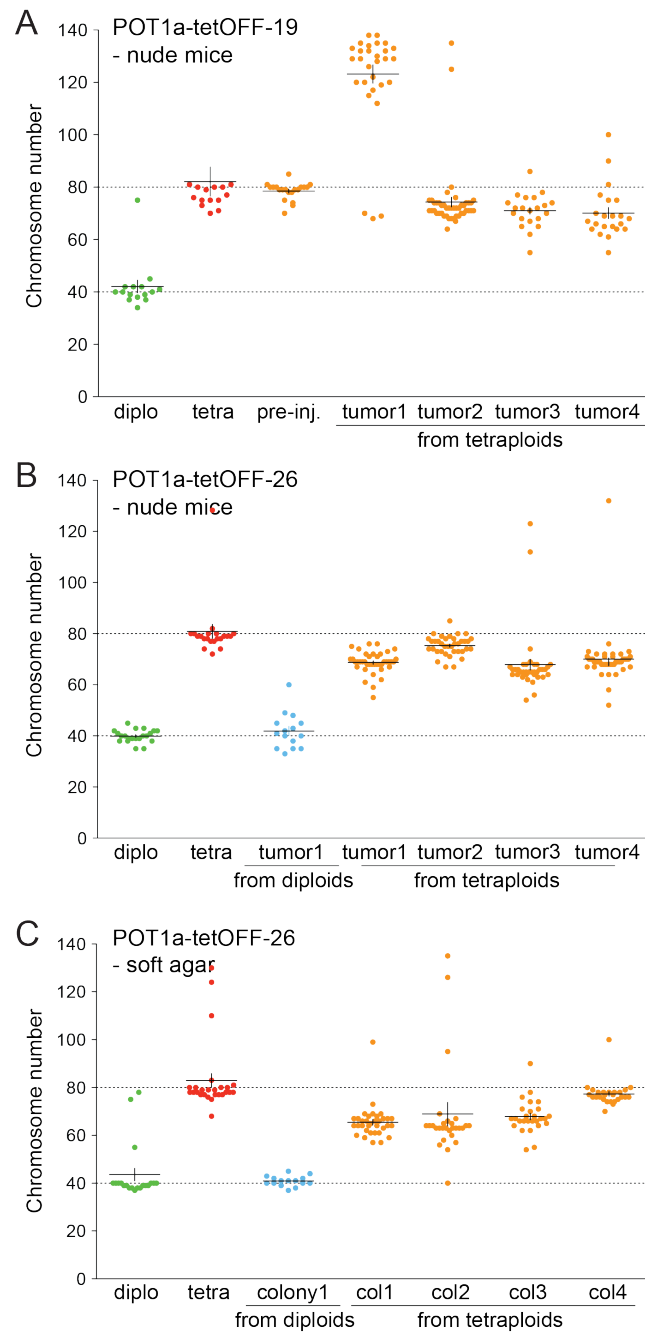 A
POT1a-tetOFF-19
- nude mice
Chromosome number
140
120
100
80
60
40
20
0
diplo tetra pre-inj. tumor1 tumor2 tumor3 tumor4
from tetraploids
B
POT1a-tetOFF-26
- nude mice
Chromosome number
140
120
100
80
60
40
20
0
diplo tetra tumor1 tumor1 tumor2 tumor3 tumor4
from diploids from tetraploids
C
POT1a-tetOFF-26
- soft agar
Chromosome number
140
120
100
80
60
40
20
0
diplo tetra colony1 col1 col2 col3 col4
from diploids from tetraploids